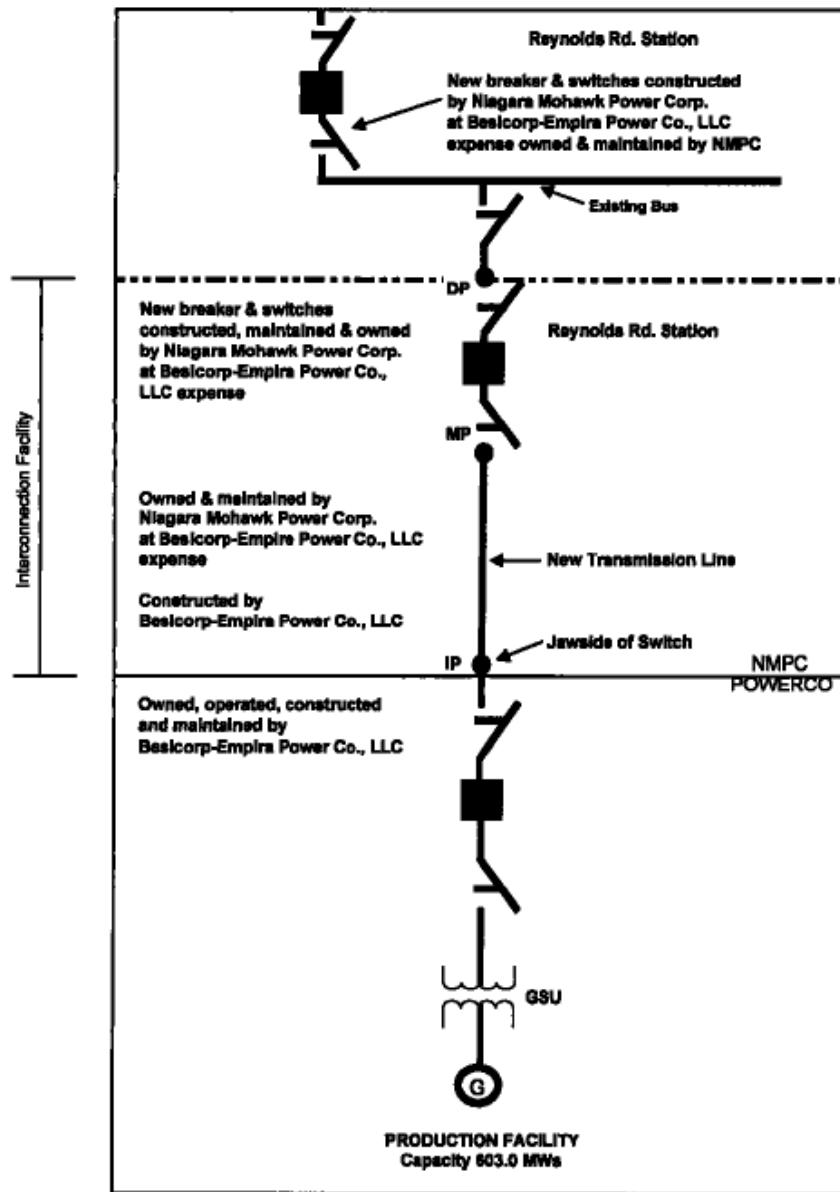 Reynolds Rd. Station
New breaker & switches constructed
by Niagara Mohawk Power Corp.
at Besicorp-Empire Power Co., LLC
expense owned & maintained by NMPC
Existing Bus
DP
New breaker & switches
constructed, maintained & owned
by Niagara Mohawk Power Corp.
at Besicorp-Empire Power Co.,
LLC expense
Reynolds Rd. Station
MP
Interconnection Facility
Owned & maintained by
Niagara Mohawk Power Corp.
at Besicorp-Empire Power Co., LLC
expense
New Transmission Line
Constructed by
Besicorp-Empire Power Co., LLC
Jawside of Switch
IP
NMPC
POWERCO
Owned, operated, constructed
and maintained by
Besicorp-Empire Power Co., LLC
GSU
G
PRODUCTION FACILITY
Capacity 603.0 MWs